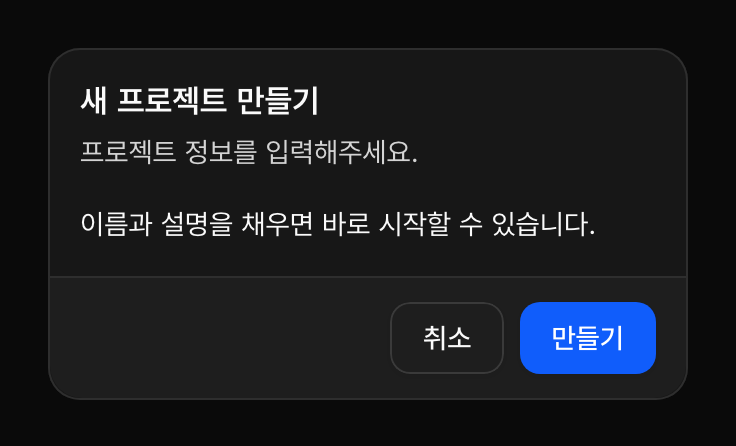 새 프로젝트 만들기
프로젝트 정보를 입력해주세요.
이름과 설명을 채우면 바로 시작할 수 있습니다.
취소
만들기